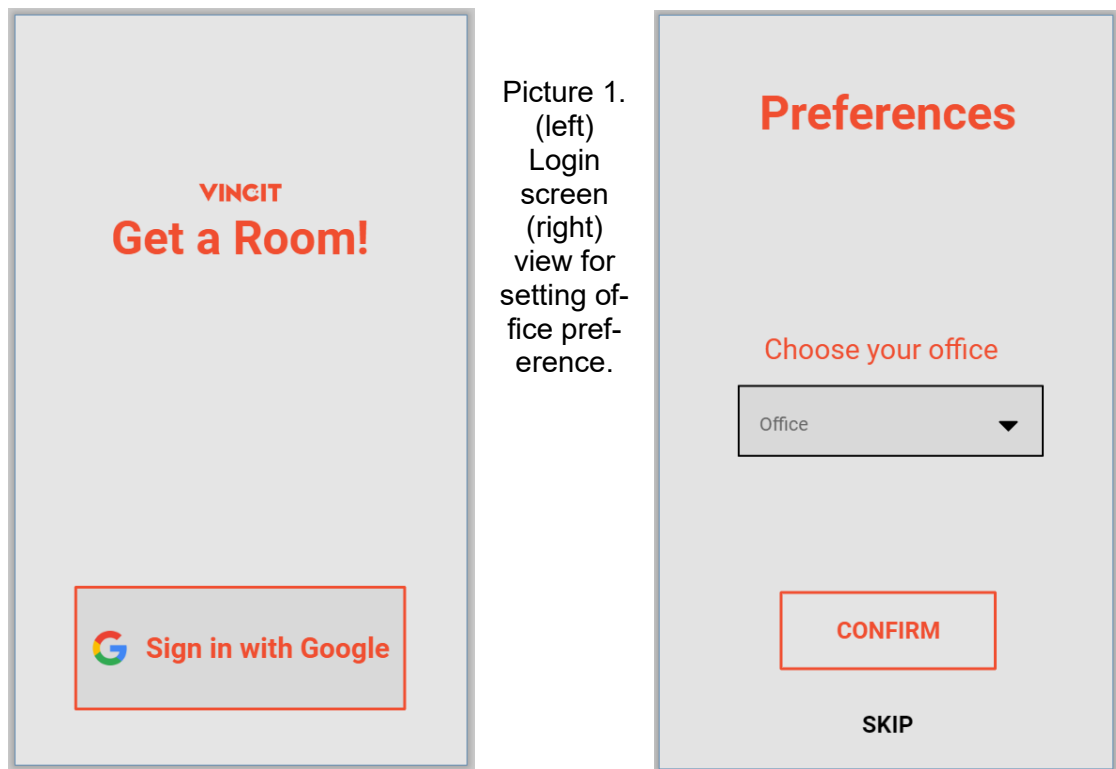 VINCIT
Get a Room!
Sign in with Google
Picture 1.
(left)
Login
screen
(right)
view for
setting of-
fice pref-
erence.
Preferences
Choose your office
Office
CONFIRM
SKIP